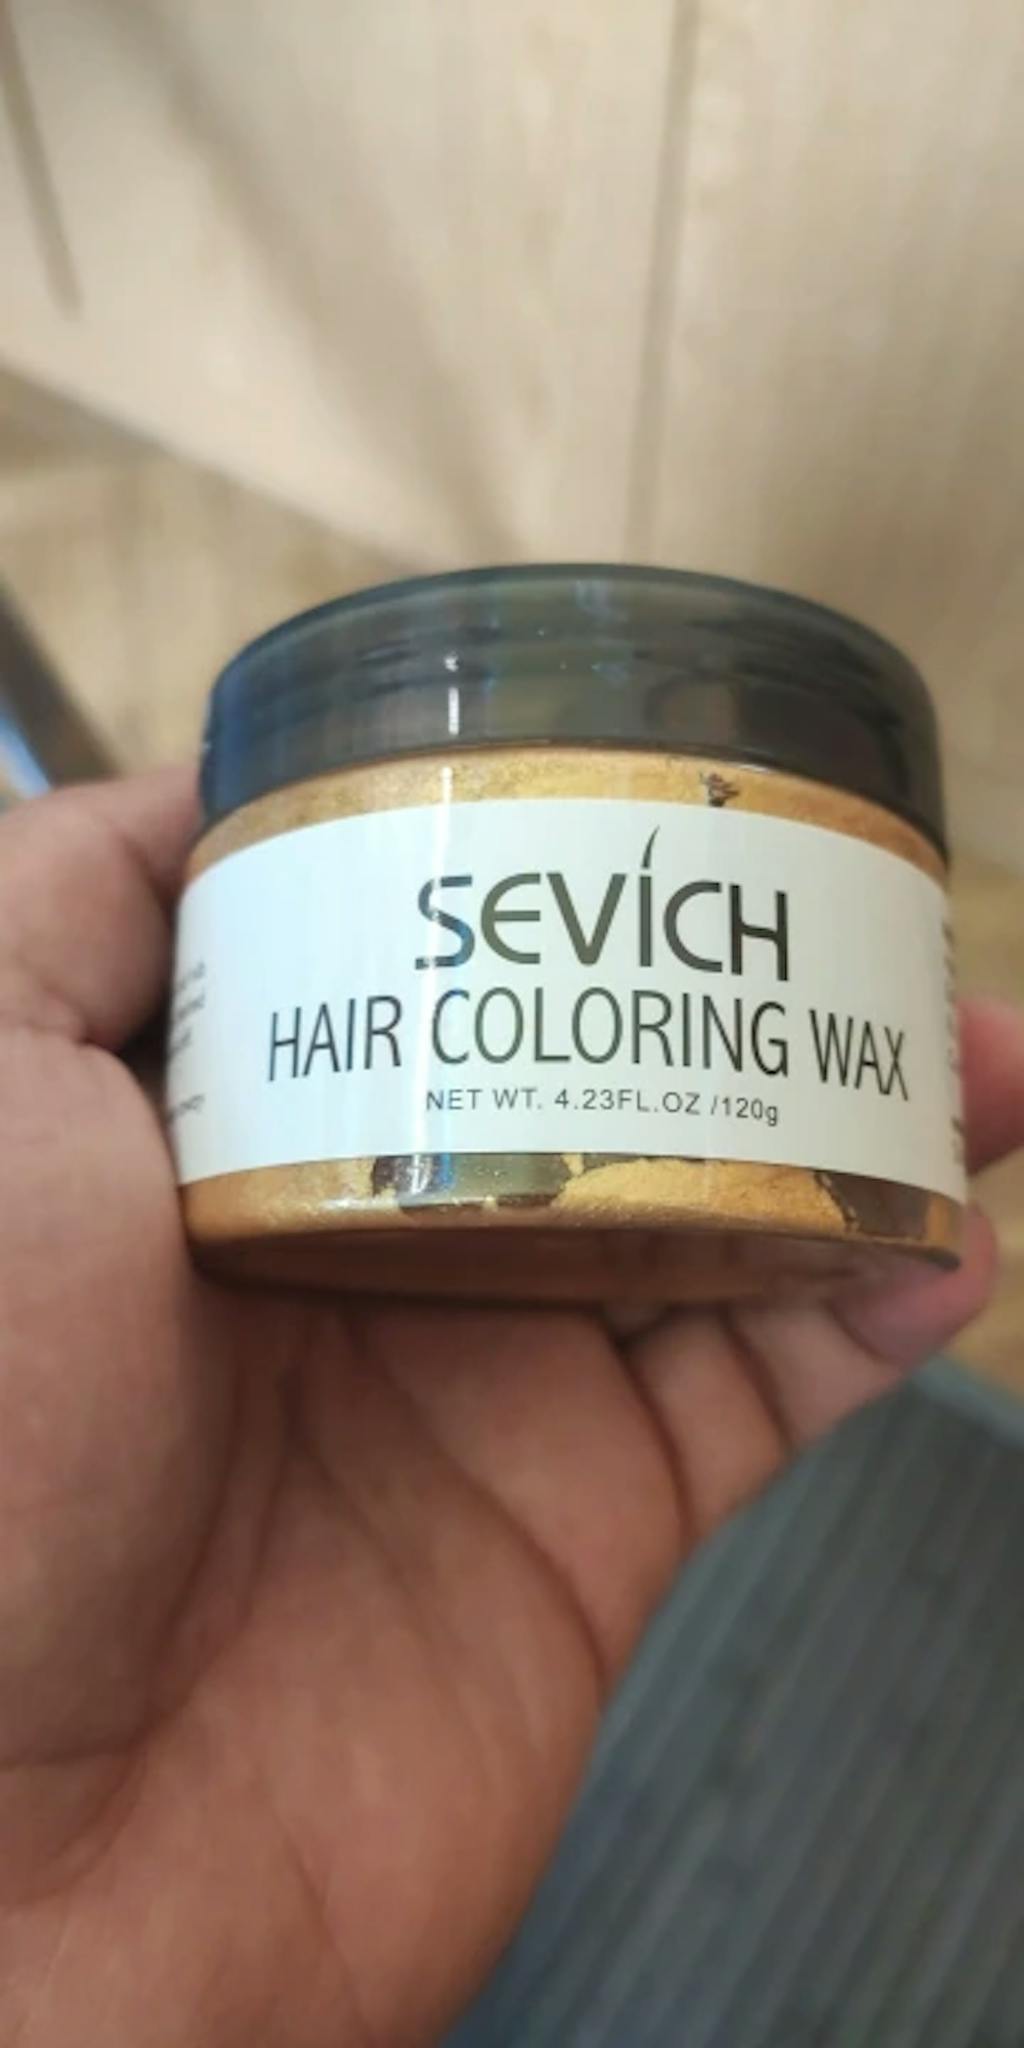 SEVICH
HAIR COLORING WAX
NET WT. 4.23FL.OZ /120g